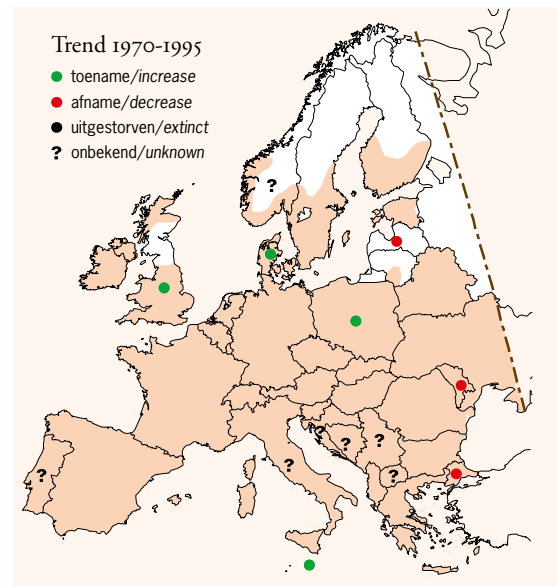 Trend 1970-1995
toename/increase
afname/decrease
uitgestorven/extinct
? onbekend/unknown
?
?
?
?
?
?
?